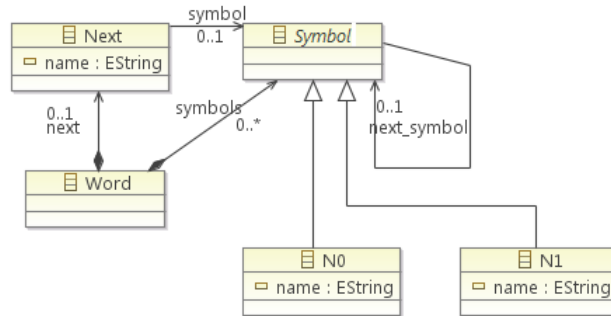 symbol
Next
Symbol
0..1
name : EString
symbols
0..*
0..1
next_symbol
0..1
next
Word
N0
N1
name : EString
name : EString